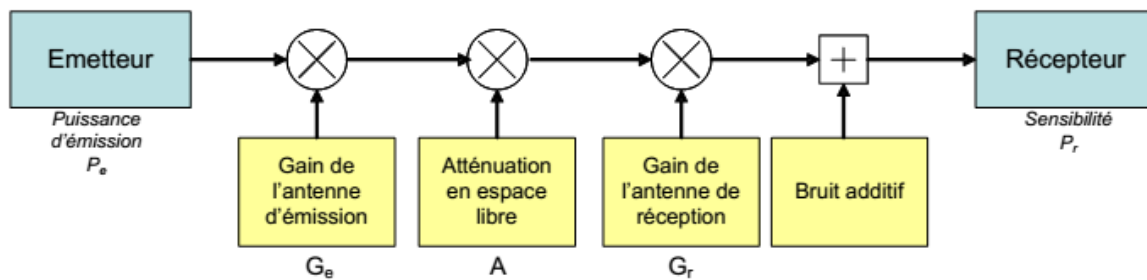 Emetteur
Récepteur
Puissance
d'émission
Pe
Sensibilité
Pr
Gain de
l'antenne
d'émission
Atténuation
en espace
libre
Gain de
l'antenne de
réception
Bruit additif
Ge
A
Gr
+